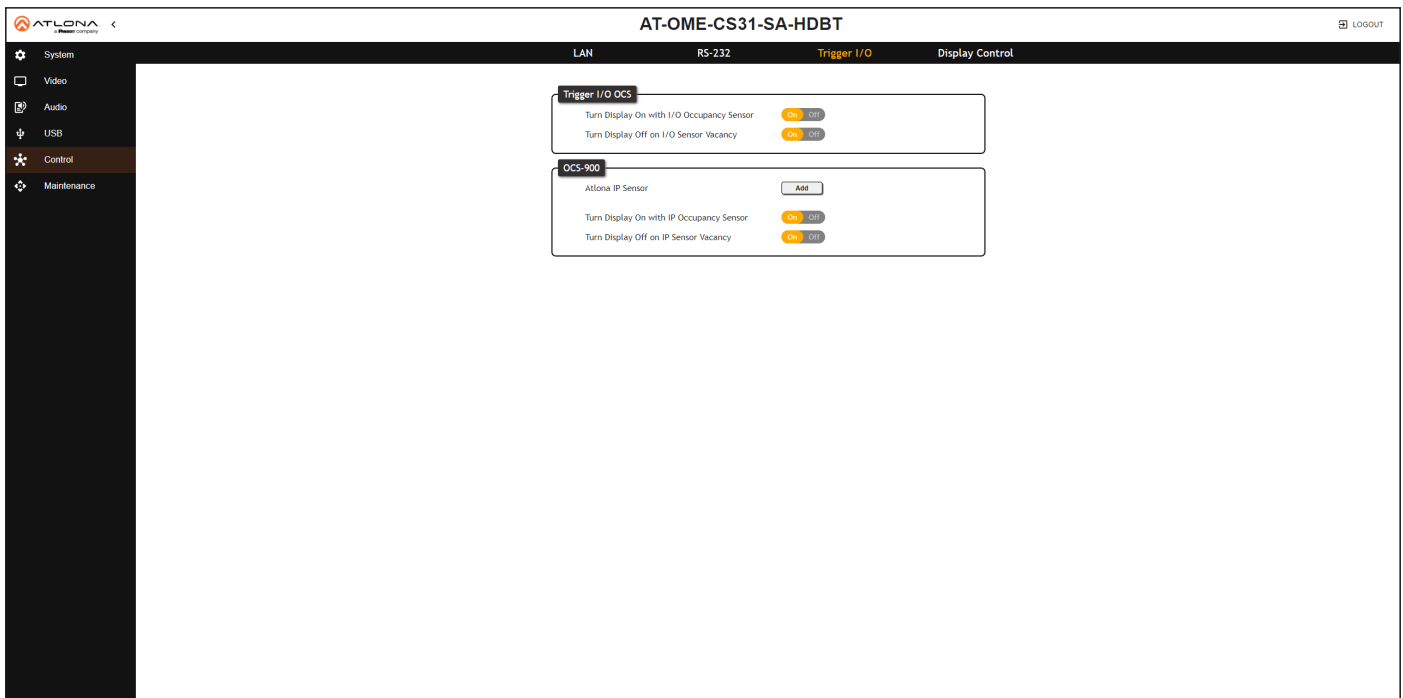 ATLONA
a Panduit company
AT-OME-CS31-SA-HDBT
LOGOUT
System
Video
Audio
USB
Control
Maintenance
LAN RS-232 Trigger I/O Display Control
Trigger I/O OCS
Turn Display On with I/O Occupancy Sensor On Off
Turn Display Off on I/O Sensor Vacancy On Off
OCS-900
Atlona IP Sensor Add
Turn Display On with IP Occupancy Sensor On Off
Turn Display Off on IP Sensor Vacancy On Off